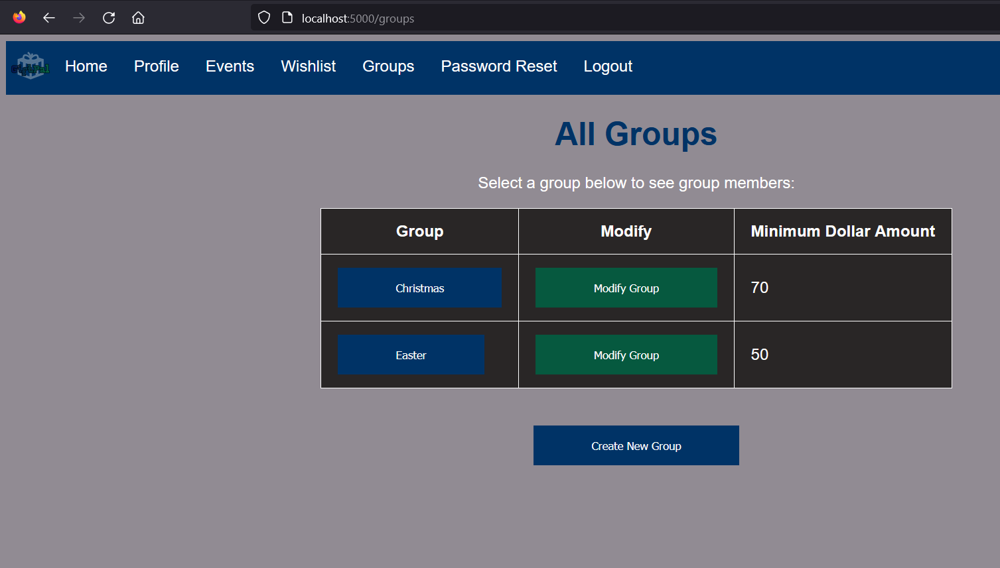 localhost:5000/groups
Home Profile Events Wishlist Groups Password Reset Logout
All Groups
Select a group below to see group members:
Group Modify Minimum Dollar Amount
Christmas Modify Group 70
Easter Modify Group 50
Create New Group